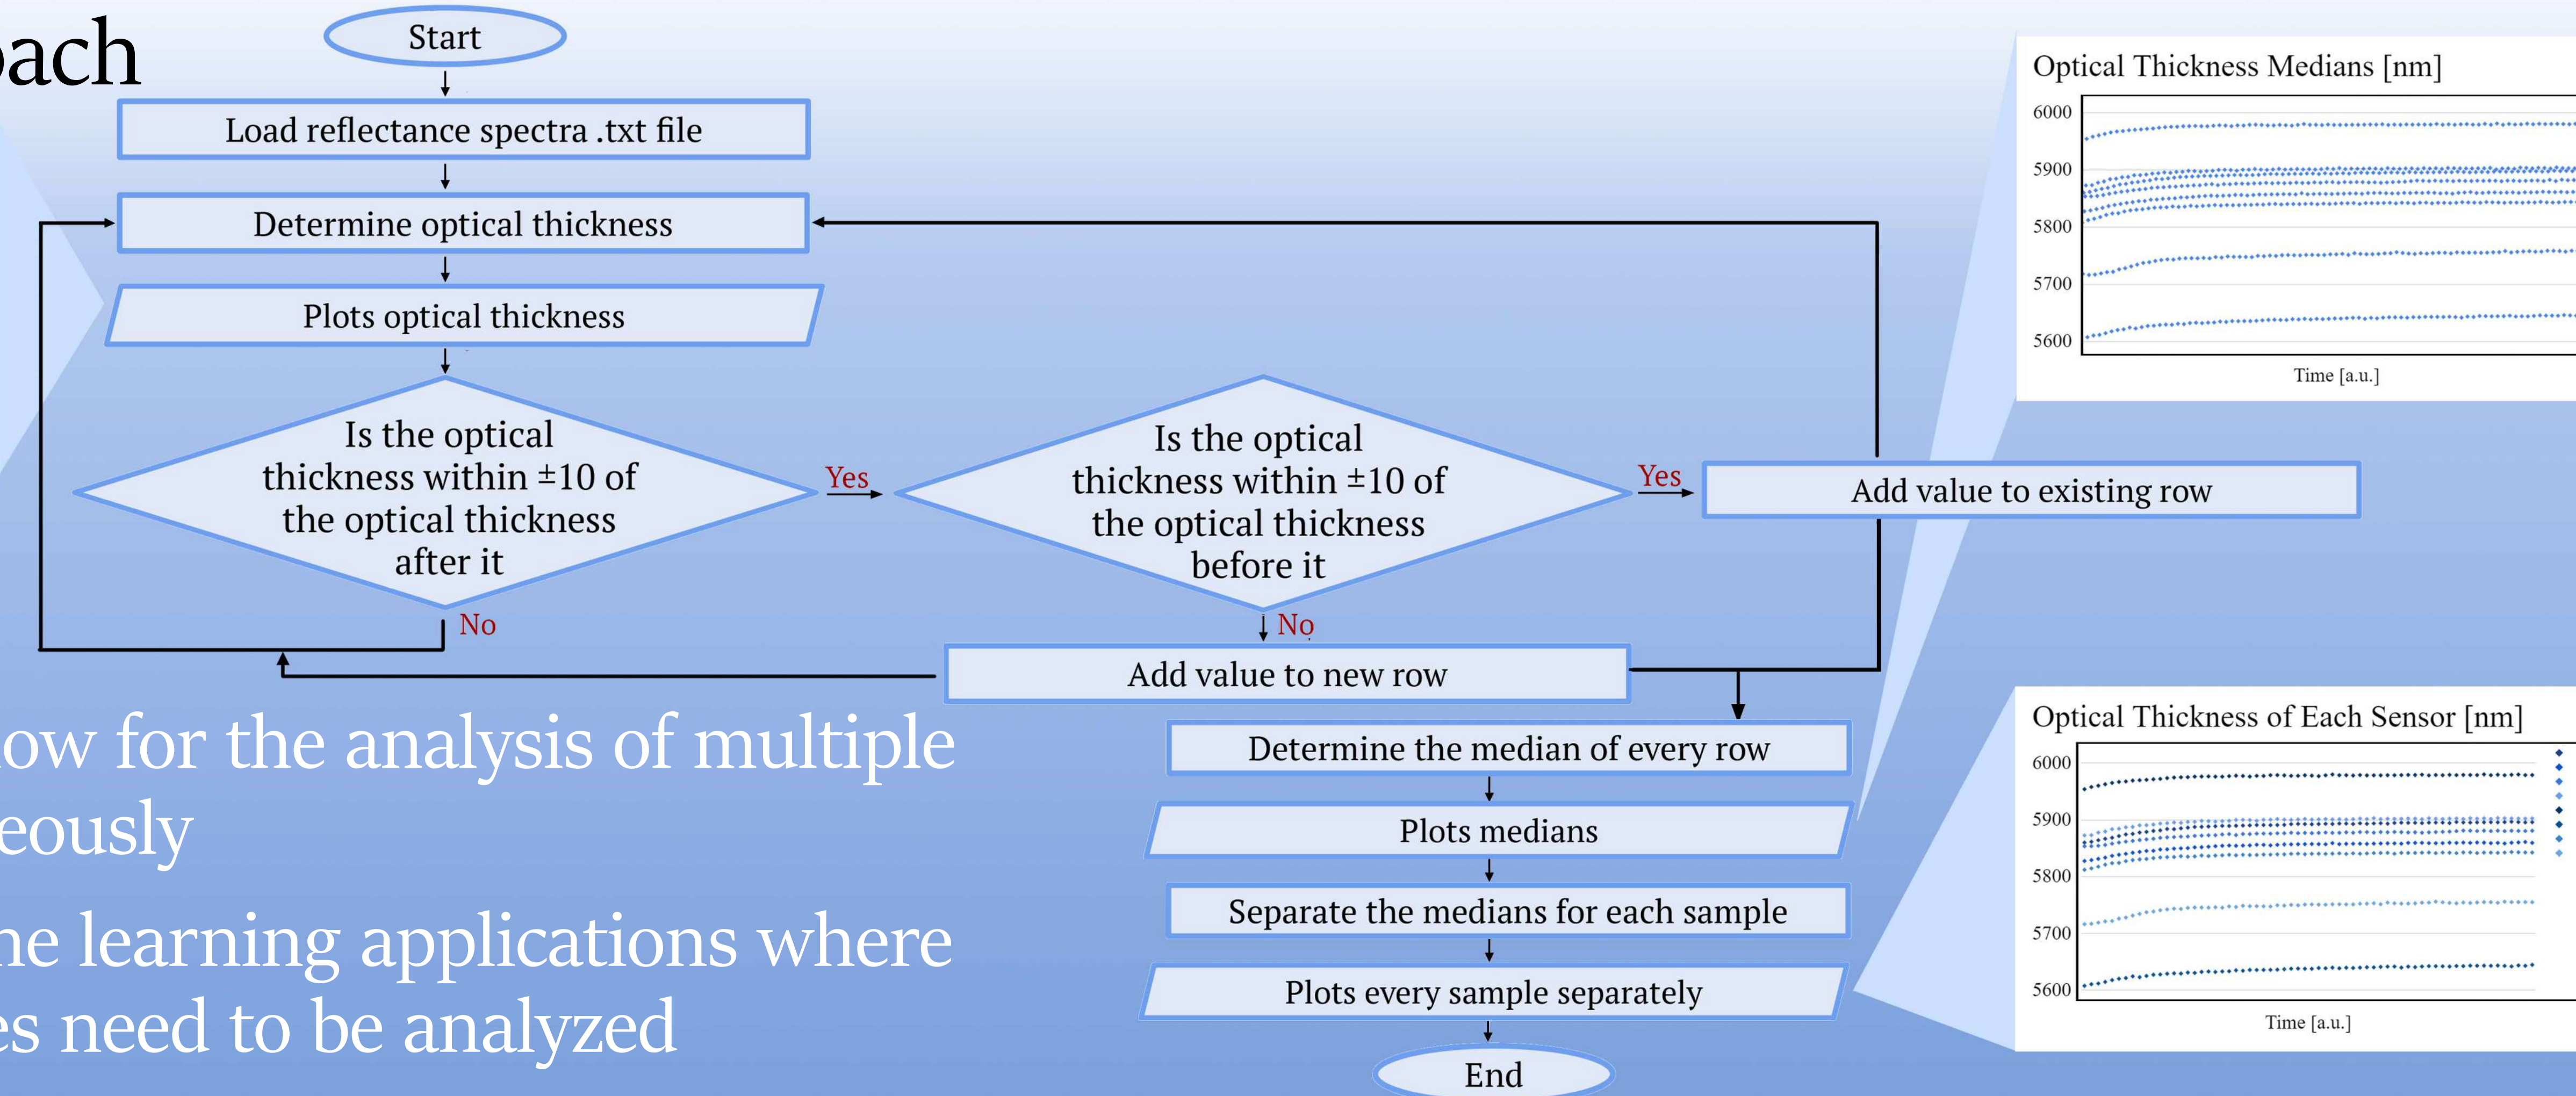 Start
Load reflectance spectra .txt file
Determine optical thickness
Plots optical thickness
Is the optical
thickness within ±10 of
the optical thickness
after it
Yes
No
Is the optical
thickness within ±10 of
the optical thickness
before it
Yes
No
Add value to existing row
Add value to new row
Determine the median of every row
Plots medians
Separate the medians for each sample
Plots every sample separately
End
for the analysis of multiple
learning applications where
need to be analyzed
Optical Thickness Medians [nm]
6000
5900
5800
5700
5600
Time [a.u.]
Optical Thickness of Each Sensor [nm]
6000
5900
5800
5700
5600
Time [a.u.]